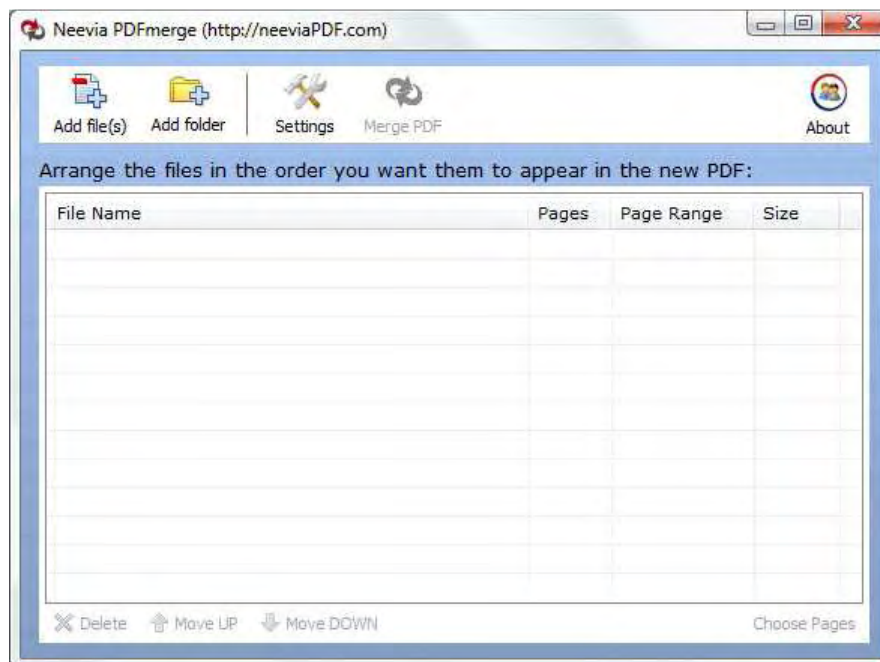 Neevia PDFmerge (http://neeviaPDF.com)
Add file(s) Add folder Settings Merge PDF About
Arrange the files in the order you want them to appear in the new PDF:
File Name Pages Page Range Size
Delete Move UP Move DOWN Choose Pages